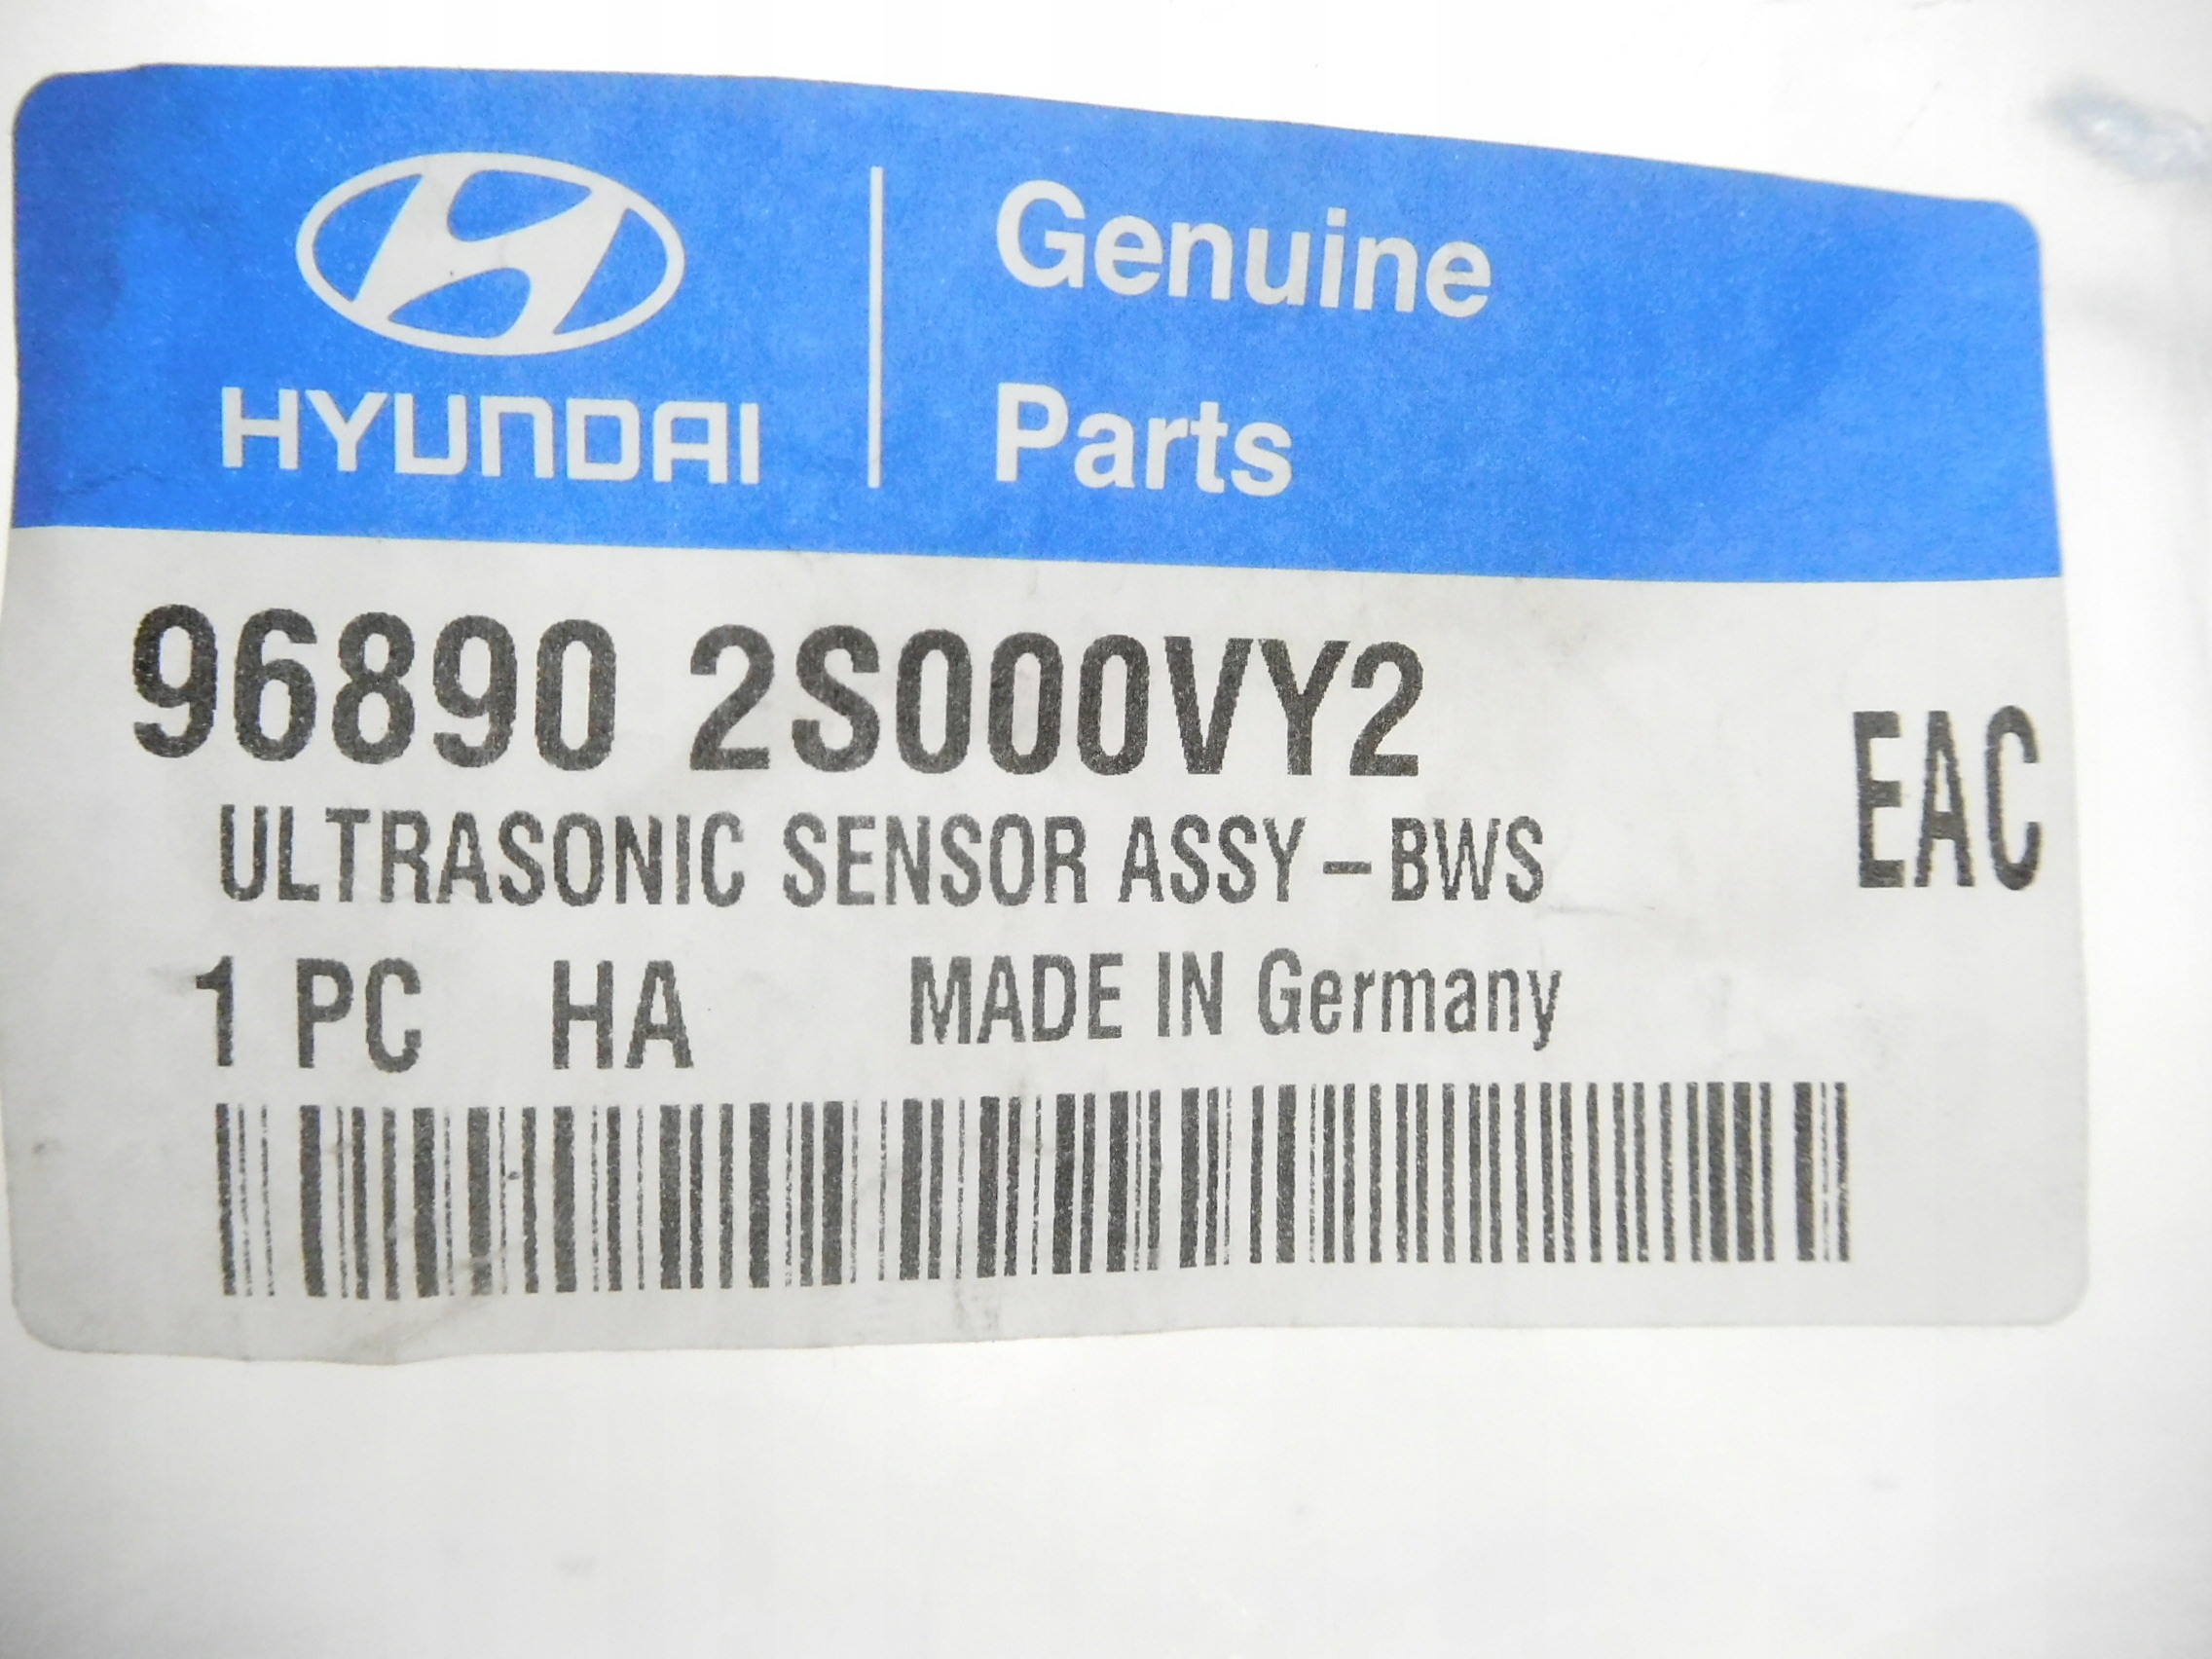 HYUNDAI
Genuine
Parts
96890 2S000VY2
EAC
ULTRASONIC SENSOR ASSY-BWS
1 PC HA MADE IN Germany